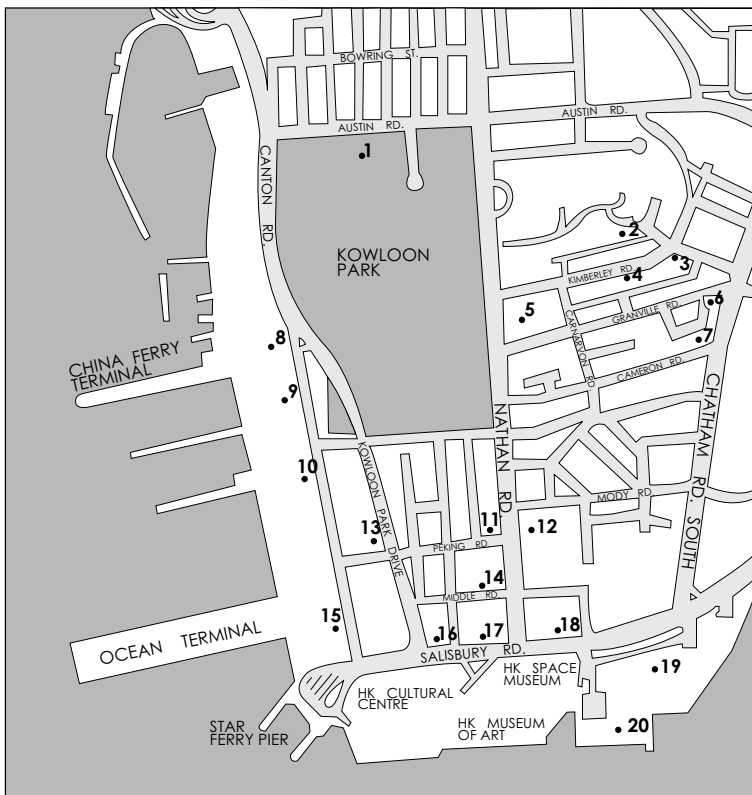 BOWRING ST.
AUSTIN RD.
AUSTIN RD.
1
CANTON RD.
2
KOWLOON
PARK
3
KIMBERLEY RD.
4
5
6
GRANVILLE RD.
CARNARVON RD
7
8
CHINA FERRY
TERMINAL
CAMERON RD.
9
CHATHAM RD. SOUTH
NATHAN RD.
KOWLOON PARK DRIVE
10
MODY RD
11
12
13
PEKING RD
14
MIDDLE RD.
15
16
17
18
OCEAN TERMINAL
SALISBURY RD.
HK SPACE
MUSEUM
19
HK CULTURAL
CENTRE
STAR
FERRY PIER
HK MUSEUM
OF ART
20